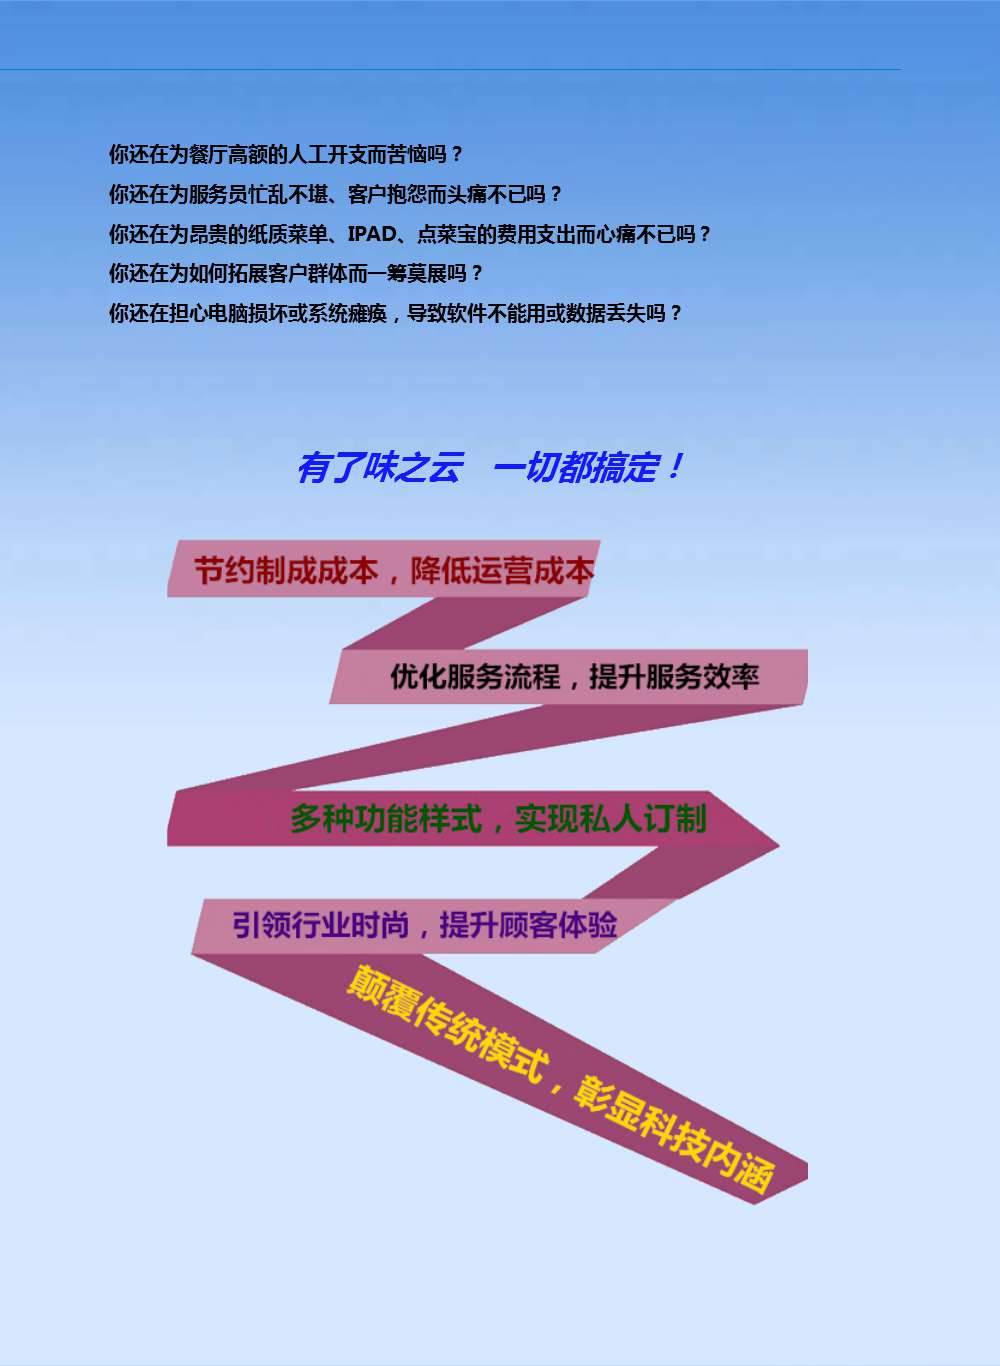 你还在为餐厅高额的人工开支而苦恼吗？
你还在为服务员忙乱不堪、客户抱怨而头痛不已吗？
你还在为昂贵的纸质菜单、IPAD、点菜宝的费用支出而心痛不已吗？
你还在为如何拓展客户群体而一筹莫展吗？
你还在担心电脑损坏或系统瘫痪，导致软件不能用或数据丢失吗？
有了味之云 一切都搞定！
节约制成成本，降低运营成本
优化服务流程，提升服务效率
多种功能样式，实现私人订制
引领行业时尚，提升顾客体验
颠覆传统模式，彰显科技内涵